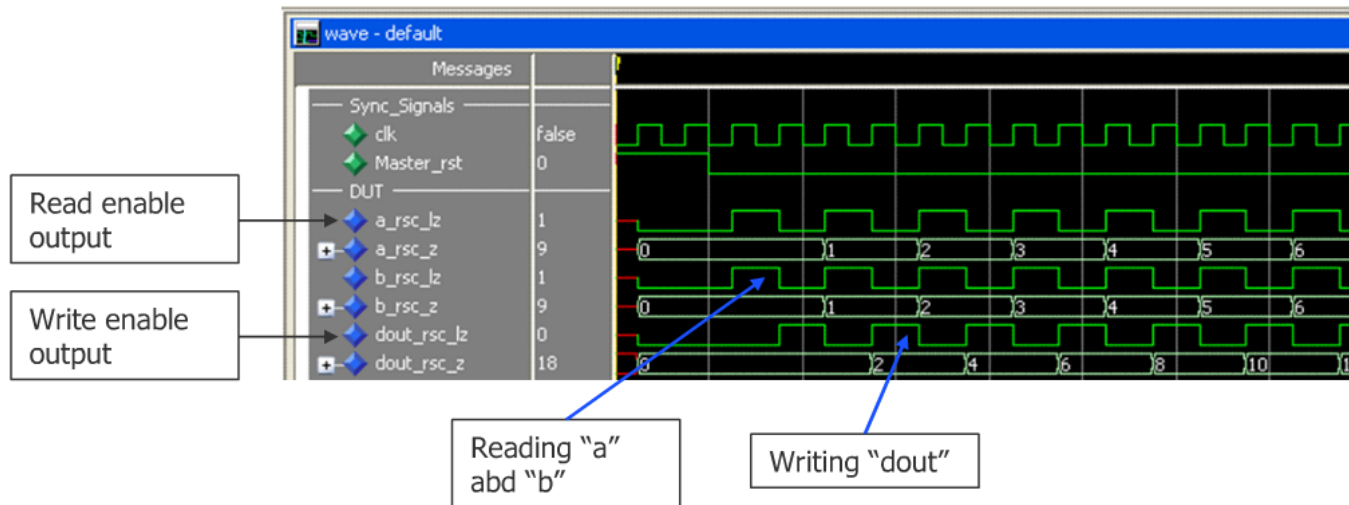 wave - default
Messages
Sync_Signals
clk false
Master_rst 0
DUT
a_rsc_lz 1
a_rsc_z 9 0 1 2 3 4 5 6
b_rsc_lz 1
b_rsc_z 9 0 1 2 3 4 5 6
dout_rsc_lz 0
dout_rsc_z 18 0 2 4 6 8 10 1
Read enable
output
Write enable
output
Reading “a”
abd “b”
Writing “dout”